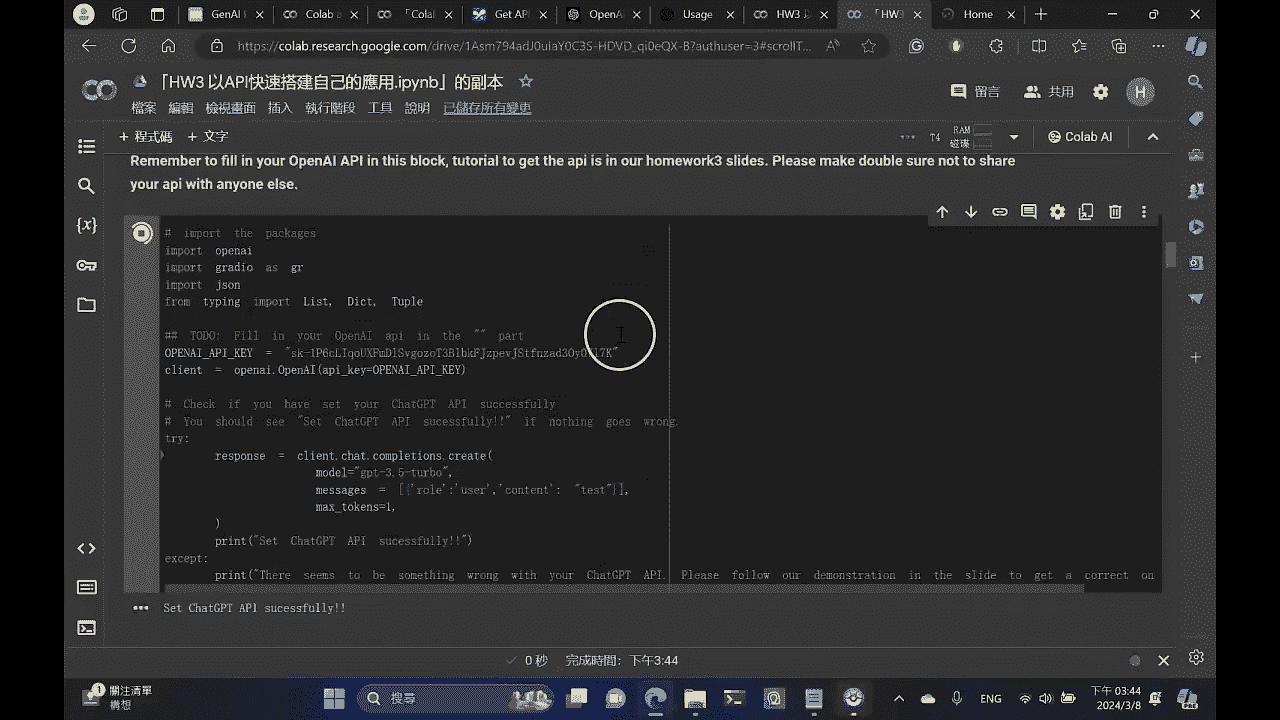 GenAI
Colab a
「Colal
Get API
OpenA
Usage
HW3
「HW3
Home
「HW3 以API快速搭建自己的應用.ipynb」的副本
留言
共用
H
檔案 編輯 檢視畫面 插入 執行階段 工具 說明 已儲存所有變更
+ 程式碼 + 文字
T4
RAM
磁碟
Colab AI
Remember to fill in your OpenAI API in this block, tutorial to get the api is in our homework3 slides. Please make double sure not to share
your api with anyone else.
# import the packages
import openai
import gradio as gr
import json
from typing import List, Dict, Tuple
## TODO: Fill in your OpenAI api in the "" part
OPENAI_API_KEY =
client = openai.OpenAI(api_key=OPENAI_API_KEY)
# Check if you have set your ChatGPT API successfully
# You should see "Set ChatGPT API sucessfully!!" if nothing goes wrong.
try:
response = client.chat.completions.create(
model="gpt-3.5-turbo",
messages = [{'role':'user','content': "test"}],
max_tokens=1,
)
print("Set ChatGPT API sucessfully!!")
except:
print("There seems to be something wrong with your ChatGPT API. Please follow our demonstration in the slide to get a correct on
Set ChatGPT API sucessfully!!
0 秒 完成時間: 下午3:44
關注清單
構想
搜尋
ENG
下午 03:44
2024/3/8